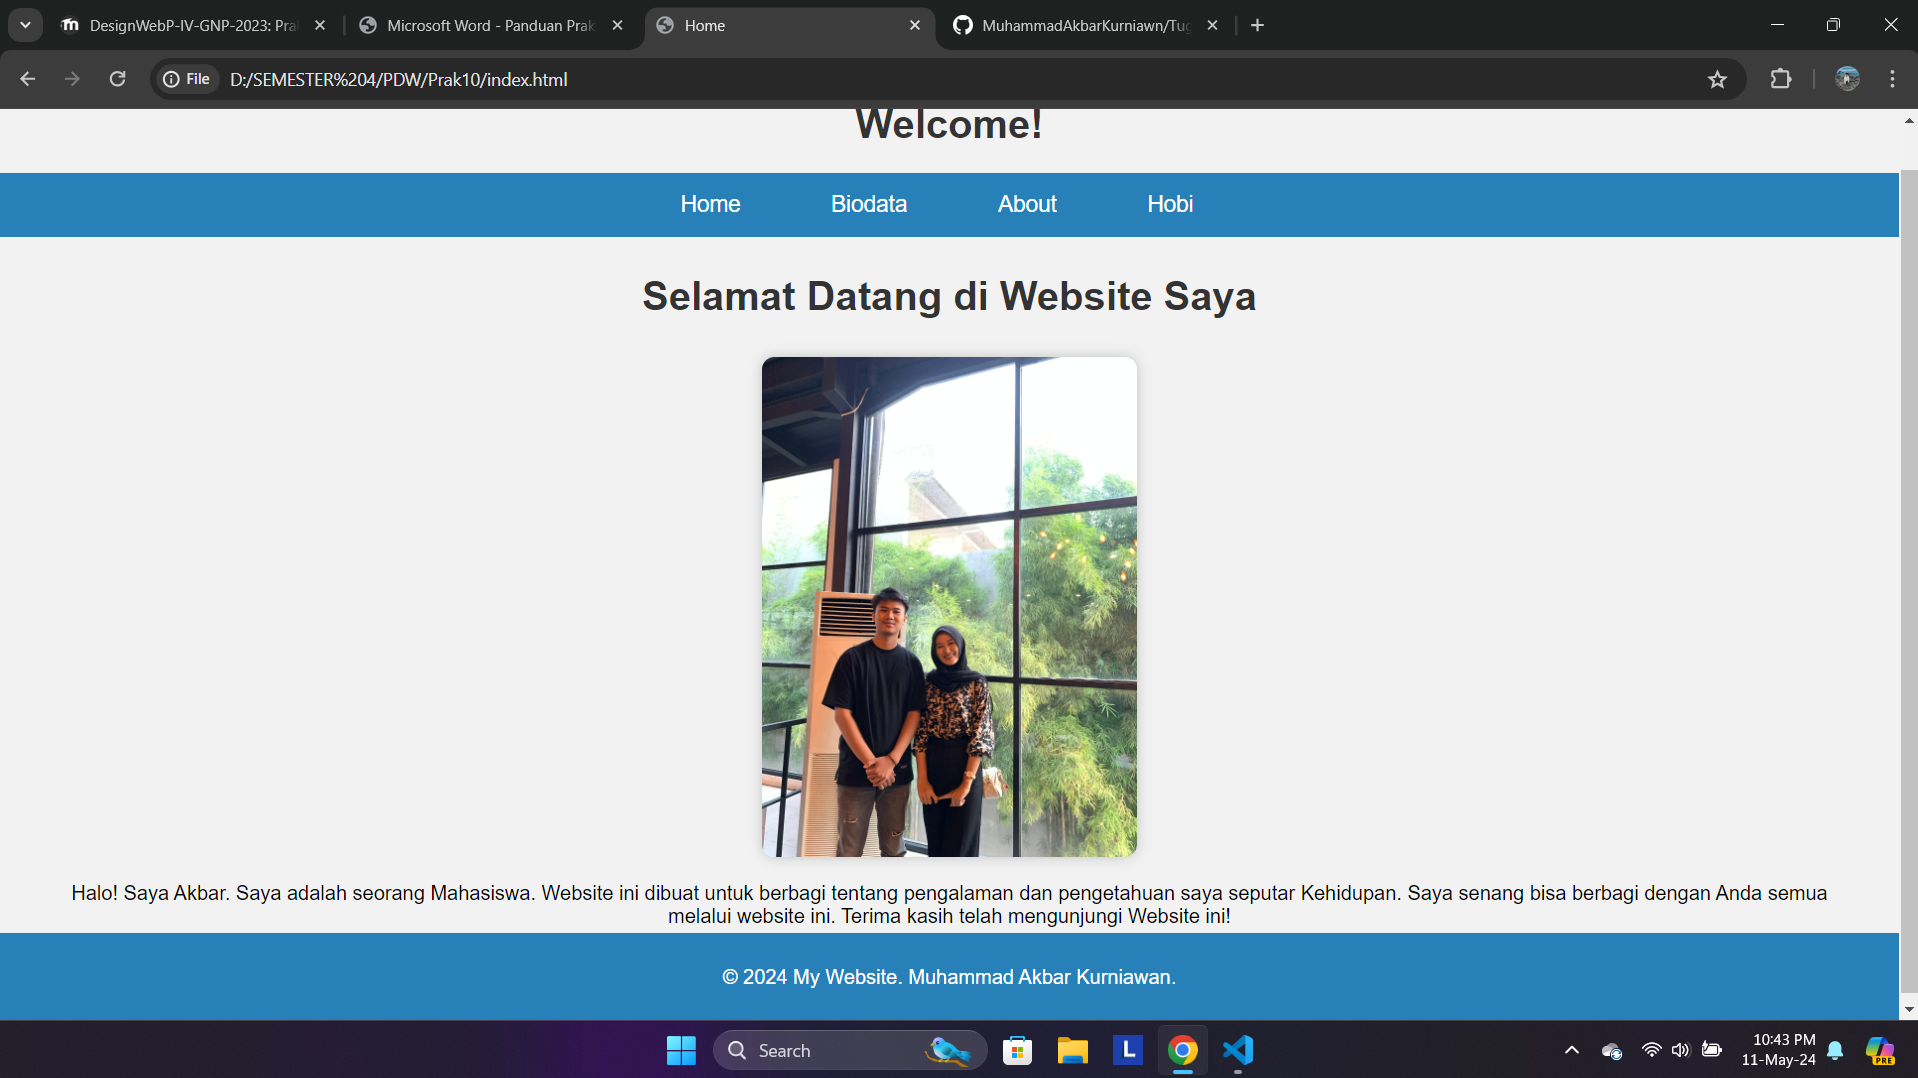 DesignWebP-IV-GNP-2023: Pra
Microsoft Word - Panduan Prak
Home
MuhammadAkbarKurniawn/Tug
File
D:/SEMESTER%204/PDW/Prak10/index.html
Welcome!
Home
Biodata
About
Hobi
Selamat Datang di Website Saya
Halo! Saya Akbar. Saya adalah seorang Mahasiswa. Website ini dibuat untuk berbagi tentang pengalaman dan pengetahuan saya seputar Kehidupan. Saya senang bisa berbagi dengan Anda semua
melalui website ini. Terima kasih telah mengunjungi Website ini!
© 2024 My Website. Muhammad Akbar Kurniawan.
Search
L
10:43 PM
11-May-24
PRE